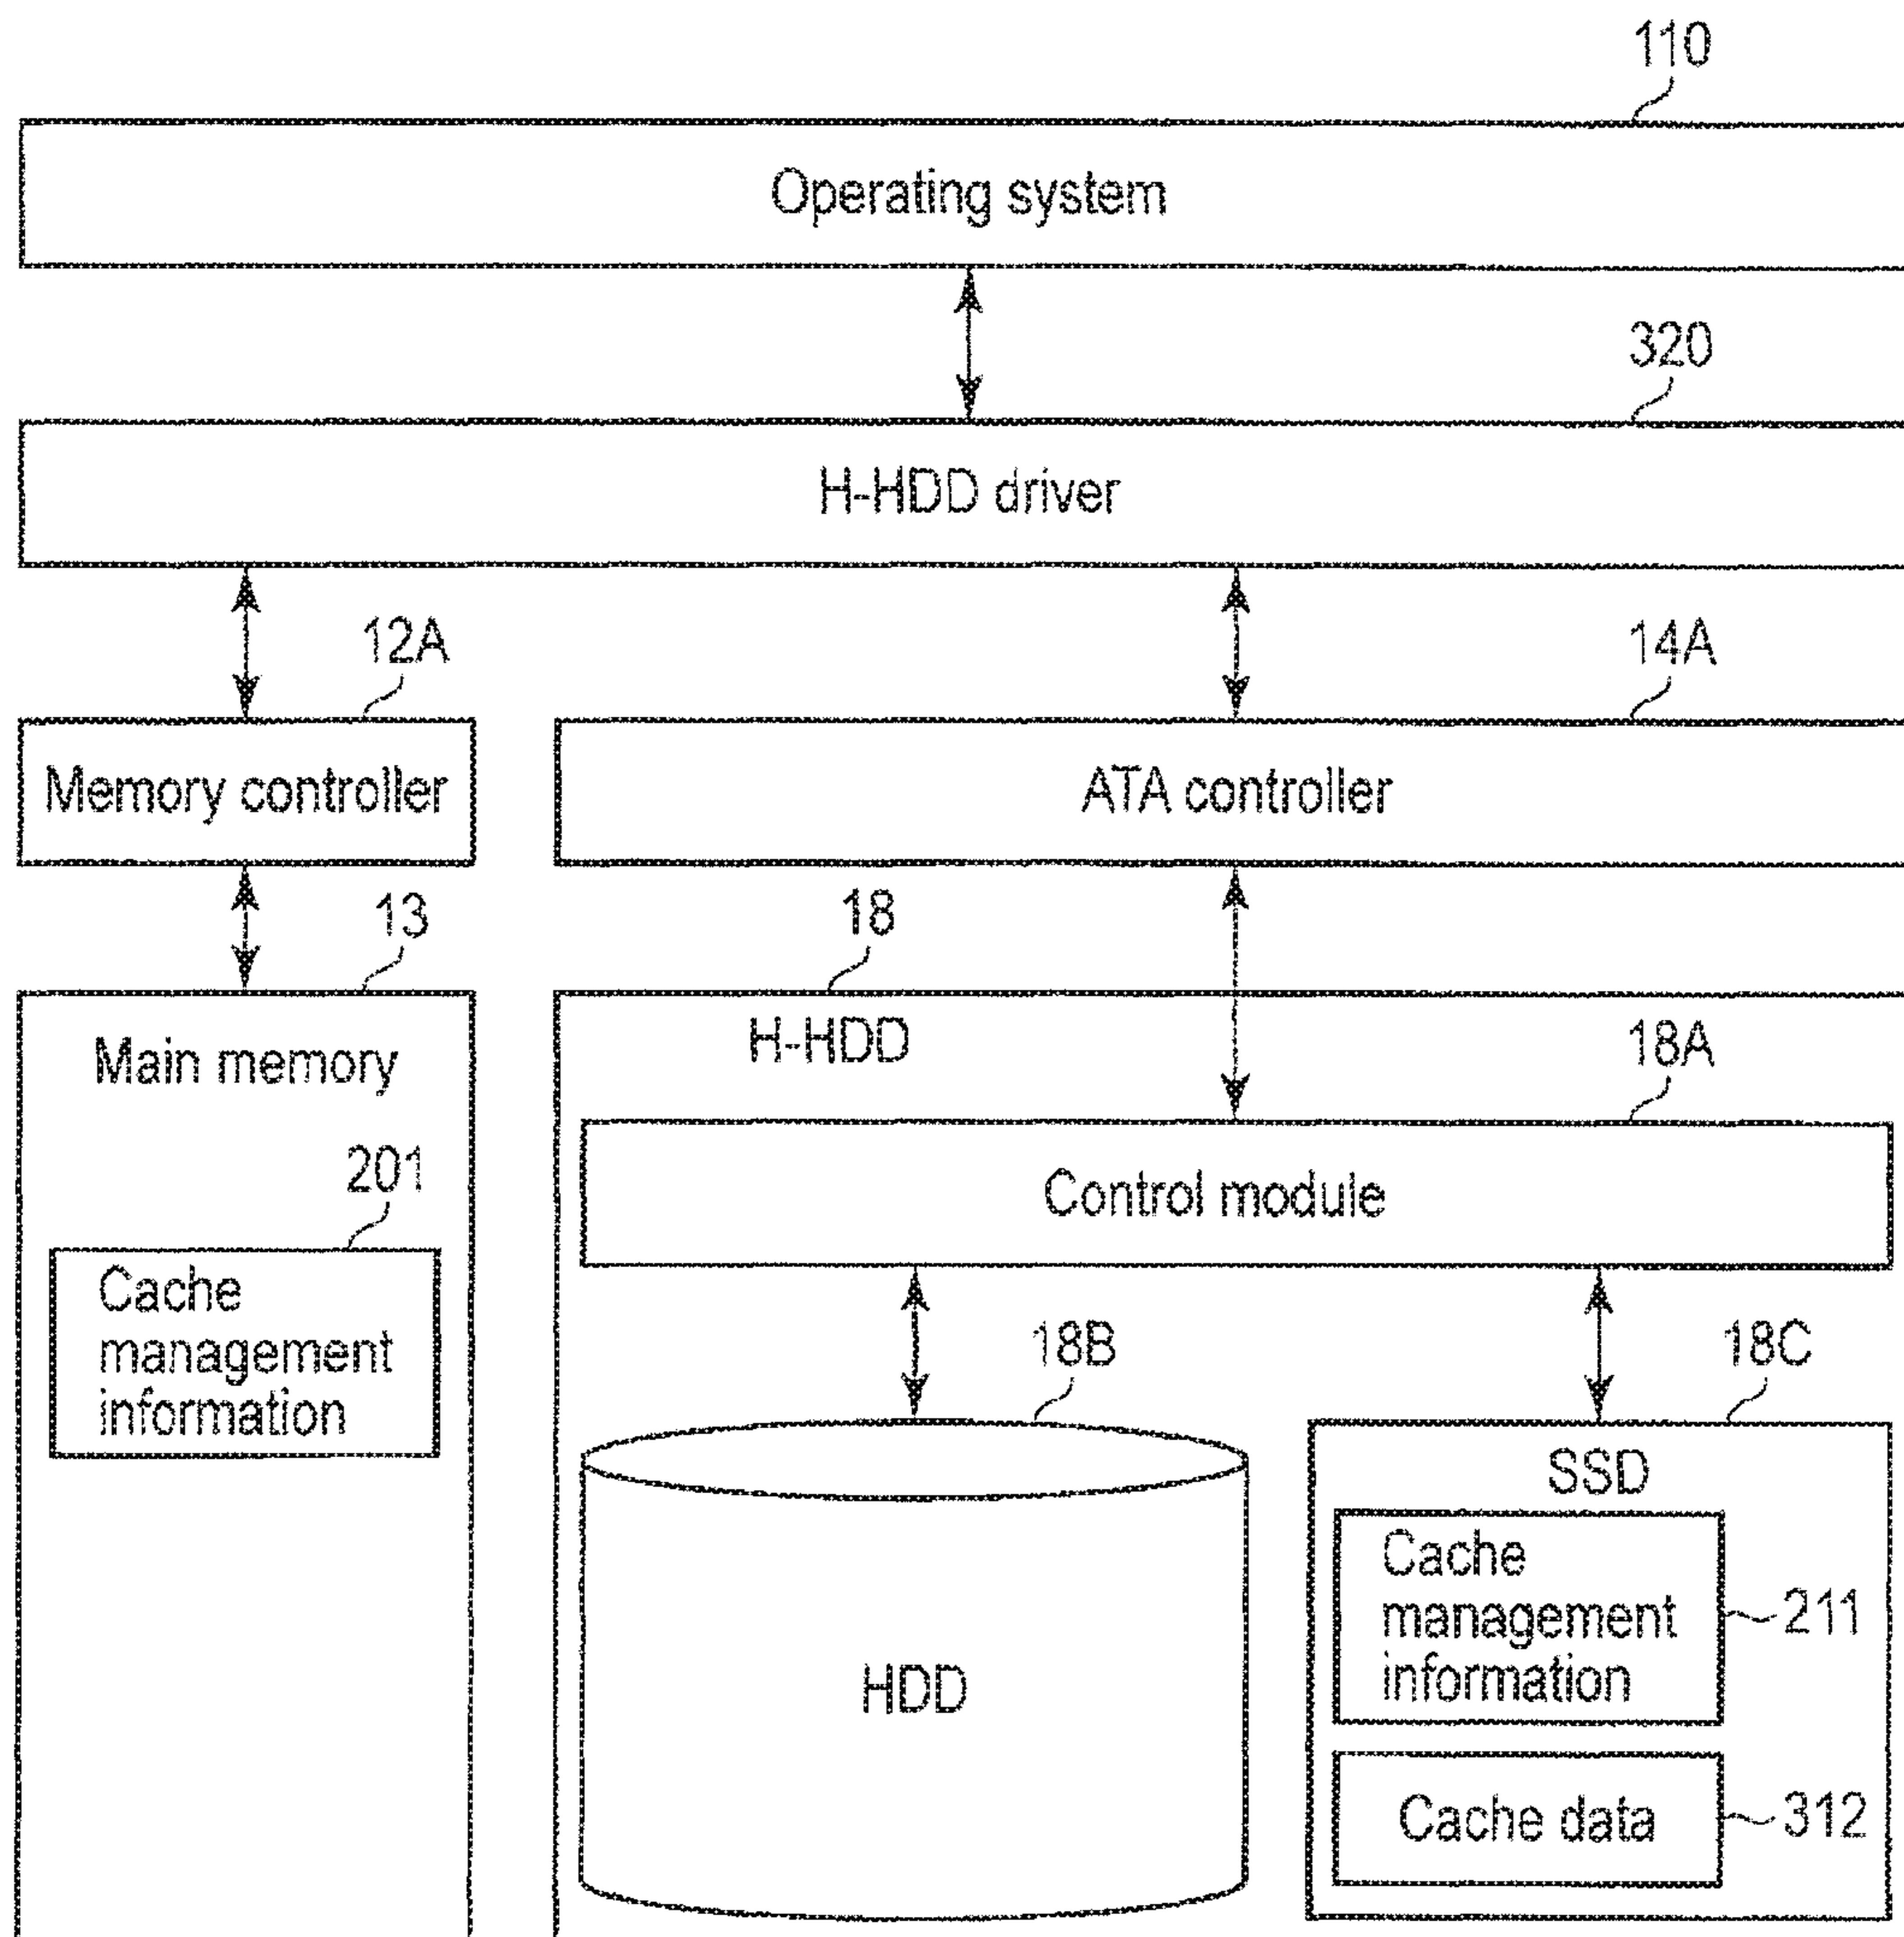 110
Operating system
320
H-HDD driver
12A
14A
Memory controller
ATA controller
13
18
Main memory
H-HDD
18A
201
Control module
Cache
management
information
18B
18C
SSD
Cache
management
information
211
HDD
Cache data
312